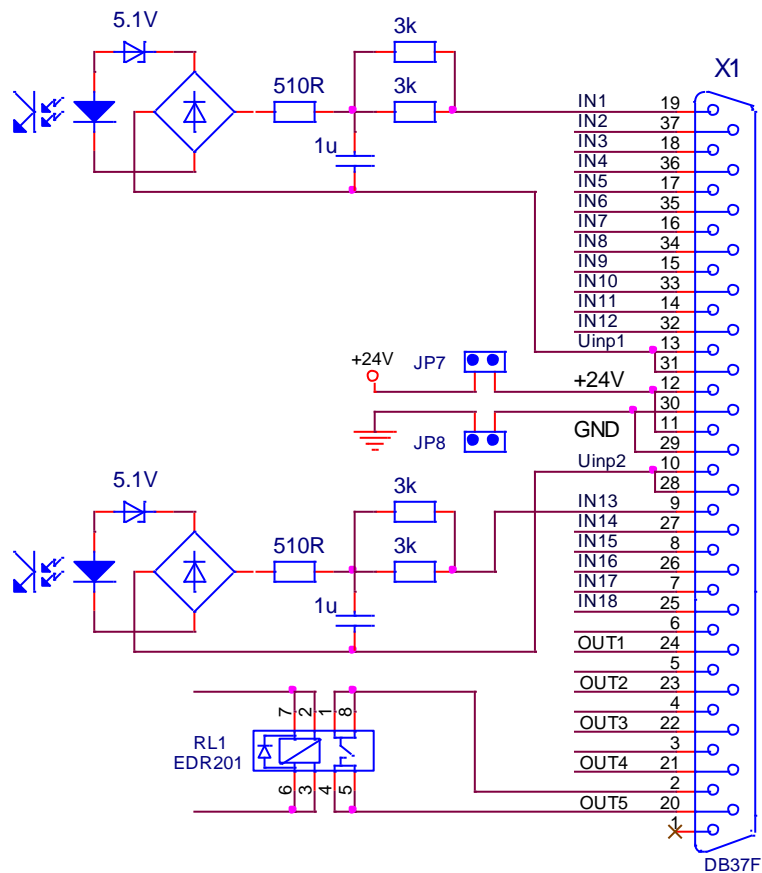 5.1V
3k
510R
3k
1u
X1
IN1 19
IN2 37
IN3 18
IN4 36
IN5 17
IN6 35
IN7 16
IN8 34
IN9 15
IN10 33
IN11 14
IN12 32
Uinp1 13
31
+24V JP7
+24V 12
30
11
GND
JP8
29
Uinp2 10
28
5.1V
3k
510R
3k
1u
IN13 9
IN14 27
IN15 8
IN16 26
IN17 7
IN18 25
6
OUT1 24
5
OUT2 23
4
OUT3 22
3
OUT4 21
2
OUT5 20
1
7 2 1 8
RL1
EDR201
6 3 4 5
DB37F